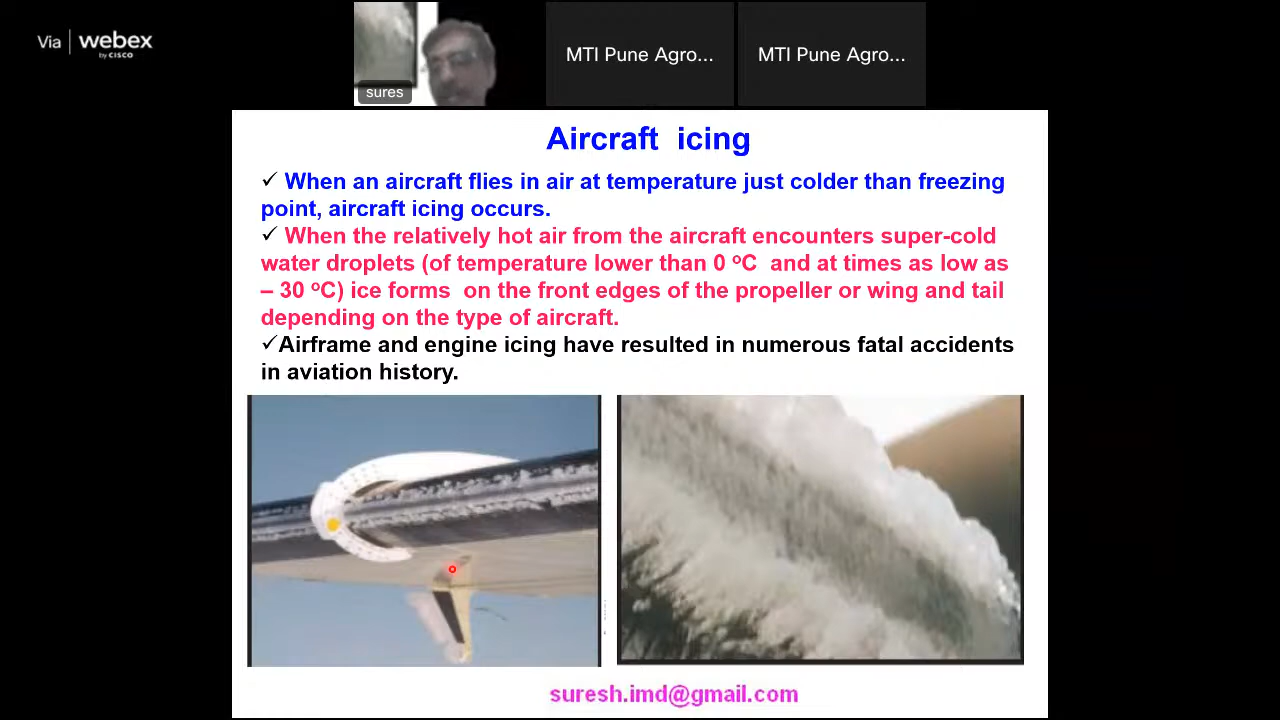 Via webex
by CISCO
sures
MTI Pune Agro...
MTI Pune Agro...
Aircraft icing
✓ When an aircraft flies in air at temperature just colder than freezing
point, aircraft icing occurs.
✓ When the relatively hot air from the aircraft encounters super-cold
water droplets (of temperature lower than 0 ºC and at times as low as
– 30 ºC) ice forms on the front edges of the propeller or wing and tail
depending on the type of aircraft.
✓Airframe and engine icing have resulted in numerous fatal accidents
in aviation history.
suresh.imd@gmail.com